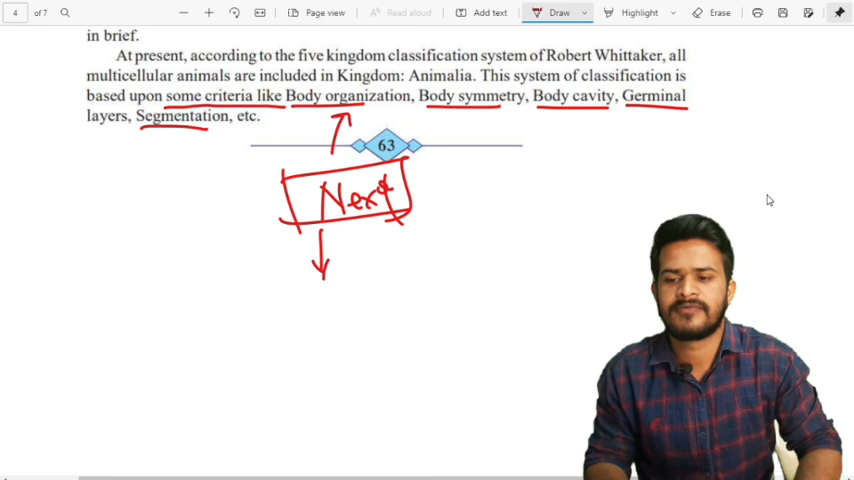 4 of 7 Page view Read aloud Add text Draw Highlight Erase
in brief.
At present, according to the five kingdom classification system of Robert Whittaker, all
multicellular animals are included in Kingdom: Animalia. This system of classification is
based upon some criteria like Body organization, Body symmetry, Body cavity, Germinal
layers, Segmentation, etc.
63
Next